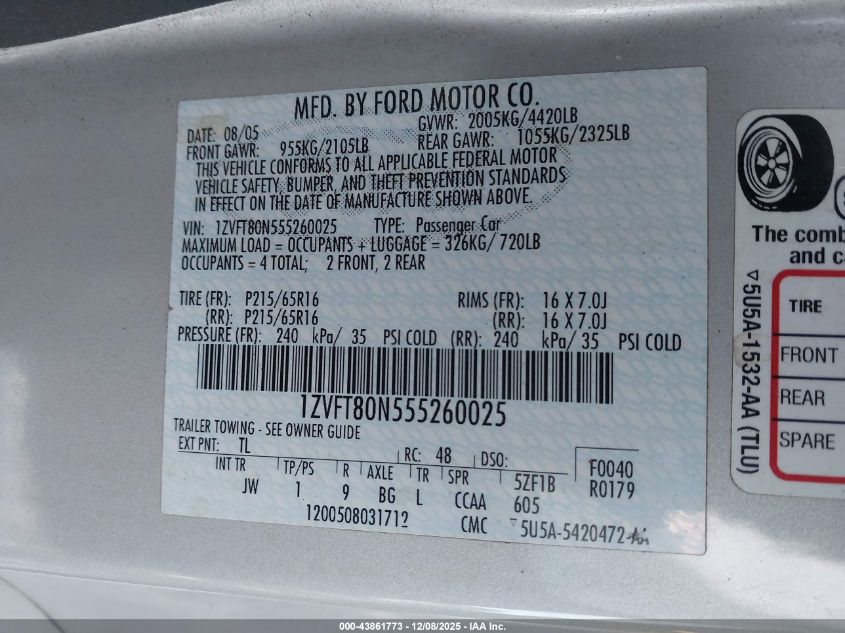 MFD. BY FORD MOTOR CO.
DATE: 08/05 GVWR: 2005KG/4420LB
FRONT GAWR: 955KG/2105LB REAR GAWR: 1055KG/2325LB
THIS VEHICLE CONFORMS TO ALL APPLICABLE FEDERAL MOTOR
VEHICLE SAFETY, BUMPER, AND THEFT PREVENTION STANDARDS
IN EFFECT ON THE DATE OF MANUFACTURE SHOWN ABOVE.
VIN: 1ZVFT80N555260025 TYPE: Passenger Car
MAXIMUM LOAD = OCCUPANTS + LUGGAGE = 326KG/ 720LB
OCCUPANTS = 4 TOTAL; 2 FRONT, 2 REAR
TIRE (FR): P215/65R16 RIMS (FR): 16 X 7.0J
(RR): P215/65R16 (RR): 16 X 7.0J
PRESSURE (FR): 240 kPa/ 35 PSI COLD (RR): 240 kPa/ 35 PSI COLD
1ZVFT80N555260025
TRAILER TOWING - SEE OWNER GUIDE
EXT PNT: TL RC: 48 DSO: F0040
INT TR TP/PS R AXLE TR SPR 5ZF1B R0179
JW 1 9 BG L CCAA 605
1200508031712 CMC ▽5U5A-5420472-
The comb
and ca
TIRE
FRONT
REAR
SPARE
▽5U5A-1532-AA (TLU)
000-43861773 - 12/08/2025 - IAA Inc.